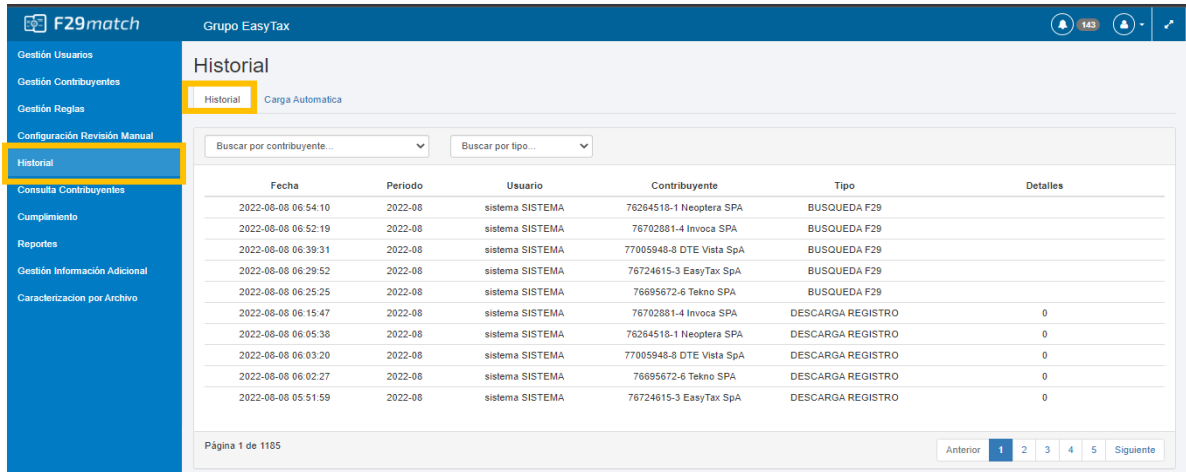 F29match
Grupo EasyTax
143
Gestión Usuarios
Gestión Contribuyentes
Gestión Reglas
Configuración Revisión Manual
Historial
Consulta Contribuyentes
Cumplimiento
Reportes
Gestión Información Adicional
Caracterizacion por Archivo
Historial
Historial Carga Automatica
Buscar por contribuyente... Buscar por tipo...
Fecha Periodo Usuario Contribuyente Tipo Detalles
2022-08-08 06:54:10 2022-08 sistema SISTEMA 76264518-1 Neoptera SPA BUSQUEDA F29
2022-08-08 06:52:19 2022-08 sistema SISTEMA 76702881-4 Invoca SPA BUSQUEDA F29
2022-08-08 06:39:31 2022-08 sistema SISTEMA 77005948-8 DTE Vista SpA BUSQUEDA F29
2022-08-08 06:29:52 2022-08 sistema SISTEMA 76724615-3 EasyTax SpA BUSQUEDA F29
2022-08-08 06:25:25 2022-08 sistema SISTEMA 76695672-6 Tekno SPA BUSQUEDA F29
2022-08-08 06:15:47 2022-08 sistema SISTEMA 76702881-4 Invoca SPA DESCARGA REGISTRO 0
2022-08-08 06:05:38 2022-08 sistema SISTEMA 76264518-1 Neoptera SPA DESCARGA REGISTRO 0
2022-08-08 06:03:20 2022-08 sistema SISTEMA 77005948-8 DTE Vista SpA DESCARGA REGISTRO 0
2022-08-08 06:02:27 2022-08 sistema SISTEMA 76695672-6 Tekno SPA DESCARGA REGISTRO 0
2022-08-08 05:51:59 2022-08 sistema SISTEMA 76724615-3 EasyTax SpA DESCARGA REGISTRO 0
Página 1 de 1185
Anterior 1 2 3 4 5 Siguiente